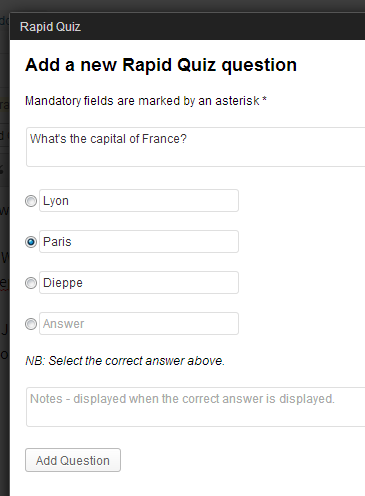 Rapid Quiz
Add a new Rapid Quiz question
Mandatory fields are marked by an asterisk *
What's the capital of France?
Lyon
Paris
Dieppe
Answer
NB: Select the correct answer above.
Notes - displayed when the correct answer is displayed.
Add Question